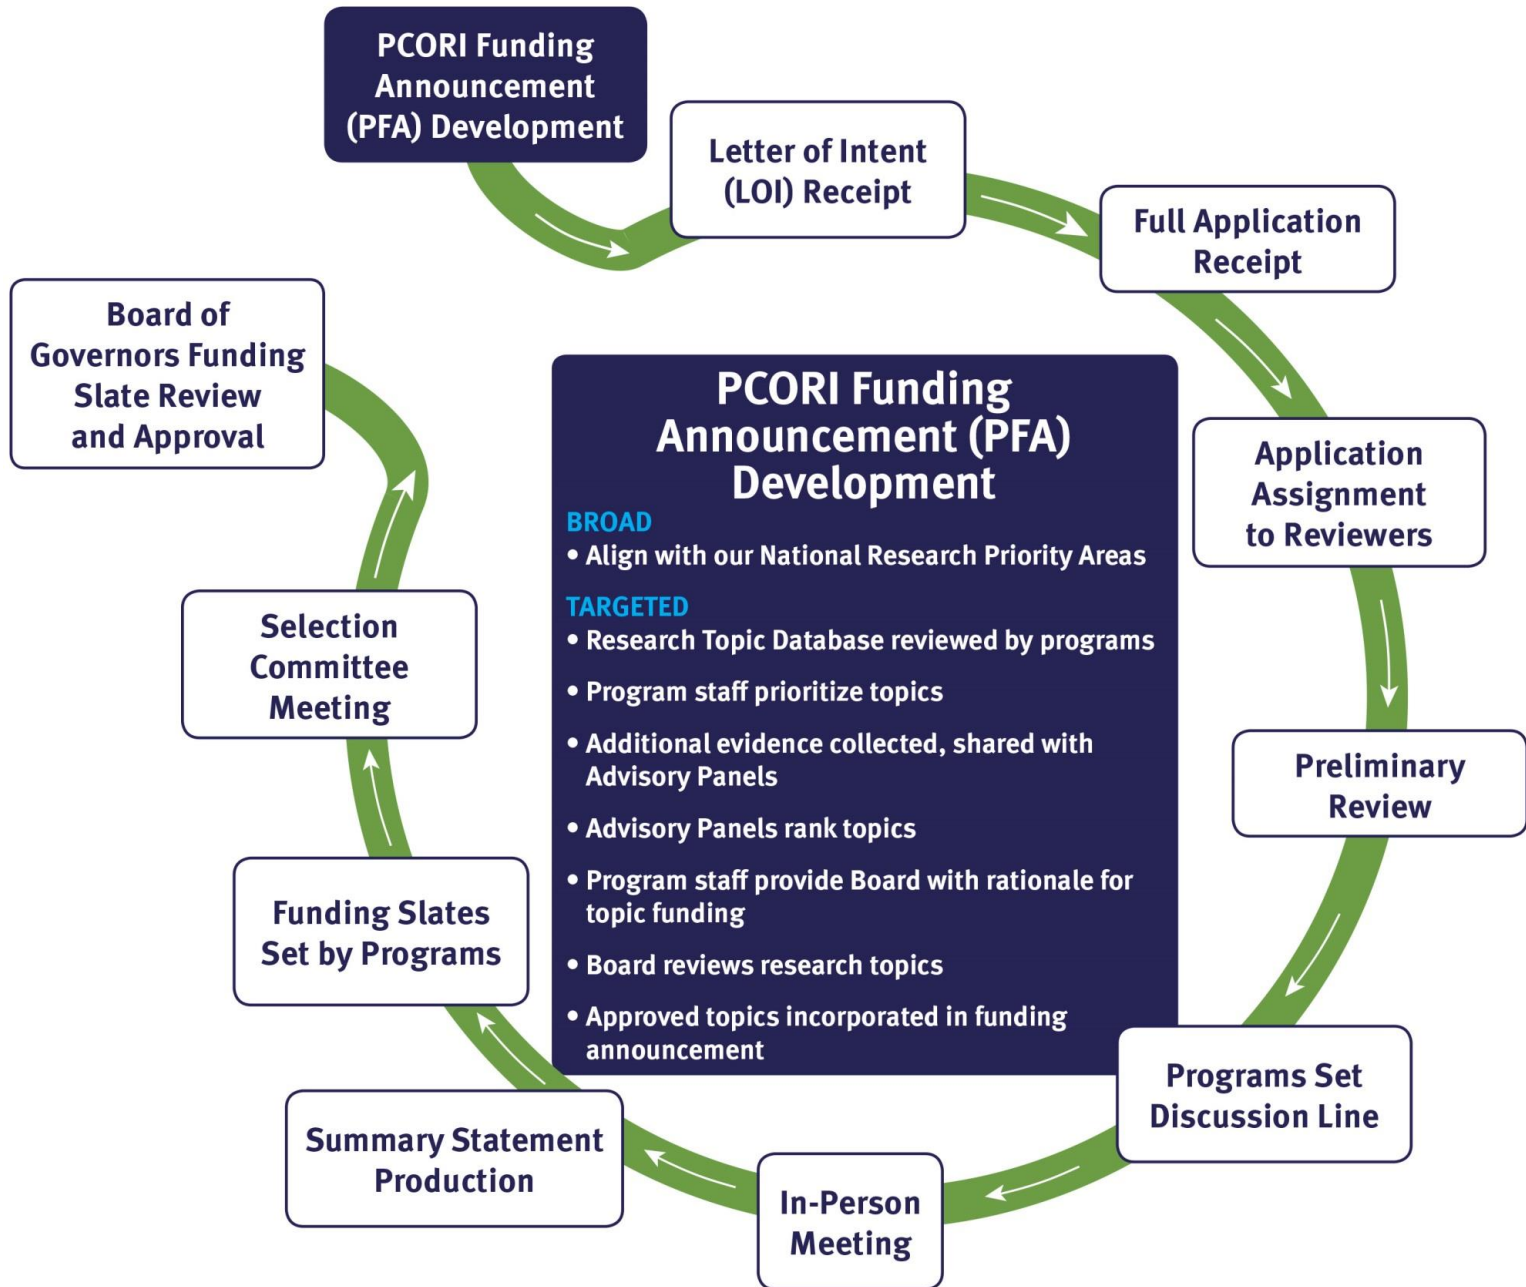 PCORI Funding
Announcement
(PFA) Development
Letter of Intent
(LOI) Receipt
Full Application
Receipt
Application
Assignment
to Reviewers
Preliminary
Review
Programs Set
Discussion Line
In-Person
Meeting
Summary Statement
Production
Funding Slates
Set by Programs
Selection
Committee
Meeting
Board of
Governors Funding
Slate Review
and Approval
PCORI Funding
Announcement (PFA)
Development
BROAD
• Align with our National Research Priority Areas
TARGETED
• Research Topic Database reviewed by programs
• Program staff prioritize topics
• Additional evidence collected, shared with
Advisory Panels
• Advisory Panels rank topics
• Program staff provide Board with rationale for
topic funding
• Board reviews research topics
• Approved topics incorporated in funding
announcement